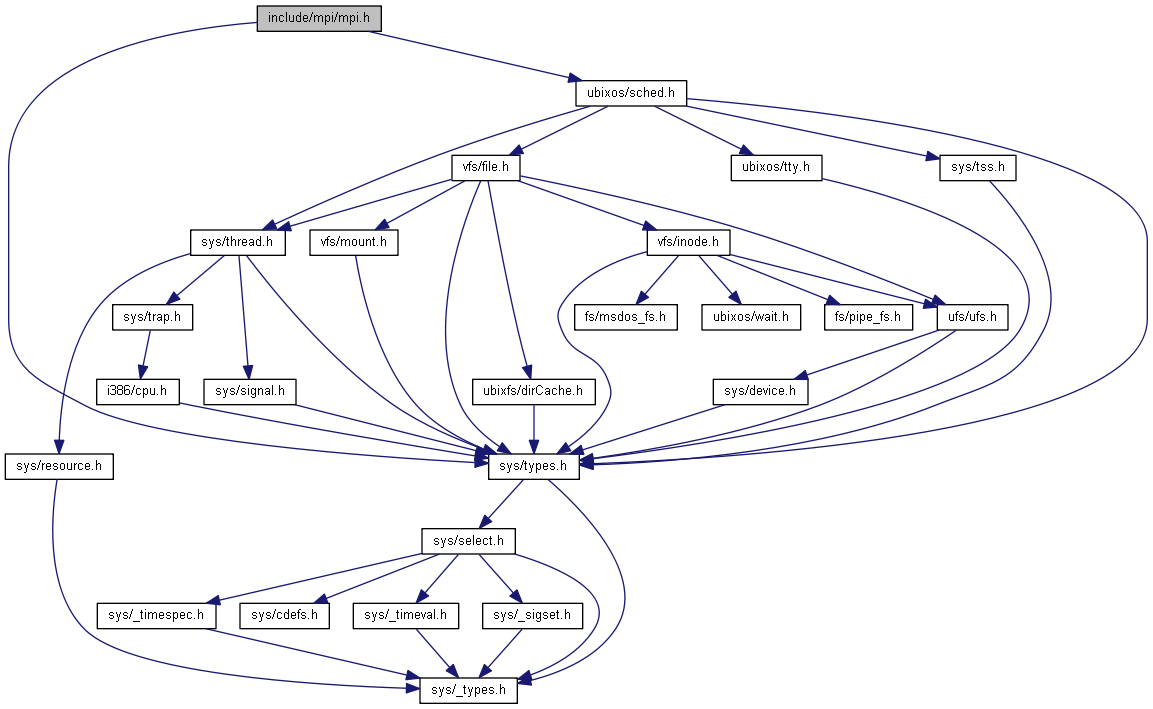 include/mpi/mpi.h
ubixos/sched.h
vfs/file.h
ubixos/tty.h
sys/tss.h
sys/thread.h
vfs/mount.h
vfs/inode.h
sys/trap.h
fs/msdos_fs.h
ubixos/wait.h
fs/pipe_fs.h
ufs/ufs.h
i386/cpu.h
sys/signal.h
ubixfs/dirCache.h
sys/device.h
sys/resource.h
sys/types.h
sys/select.h
sys/_timespec.h
sys/cdefs.h
sys/_timeval.h
sys/_sigset.h
sys/_types.h